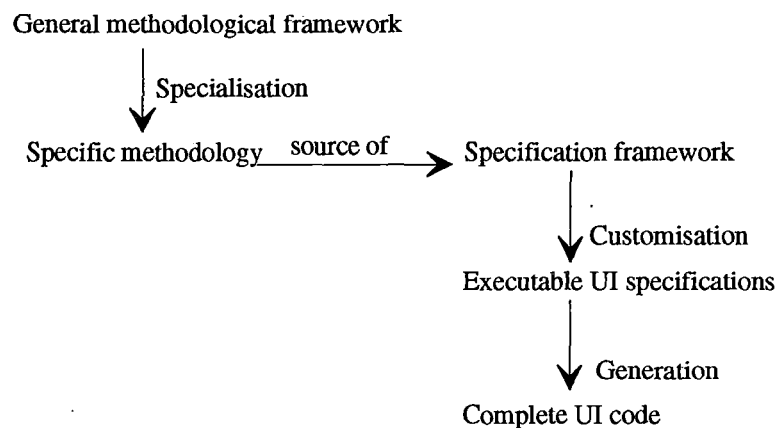 General methodological framework
Specialisation
Specific methodology source of Specification framework
Customisation
Executable UI specifications
Generation
Complete UI code